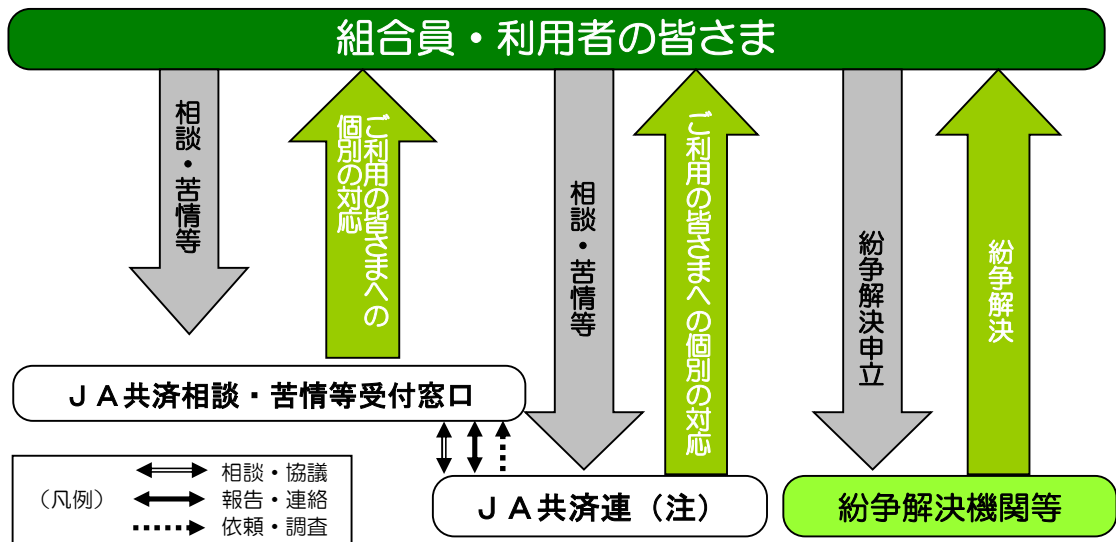 組合員・利用者の皆さま
相談・苦情等
ご利用の皆さまへの
個別の対応
相談・苦情等
ご利用の皆さまへの個別の対応
紛争解決申立
紛争解決
ＪＡ共済相談・苦情等受付窓口
ＪＡ共済連（注）
紛争解決機関等
（凡例）
相談・協議
報告・連絡
依頼・調査